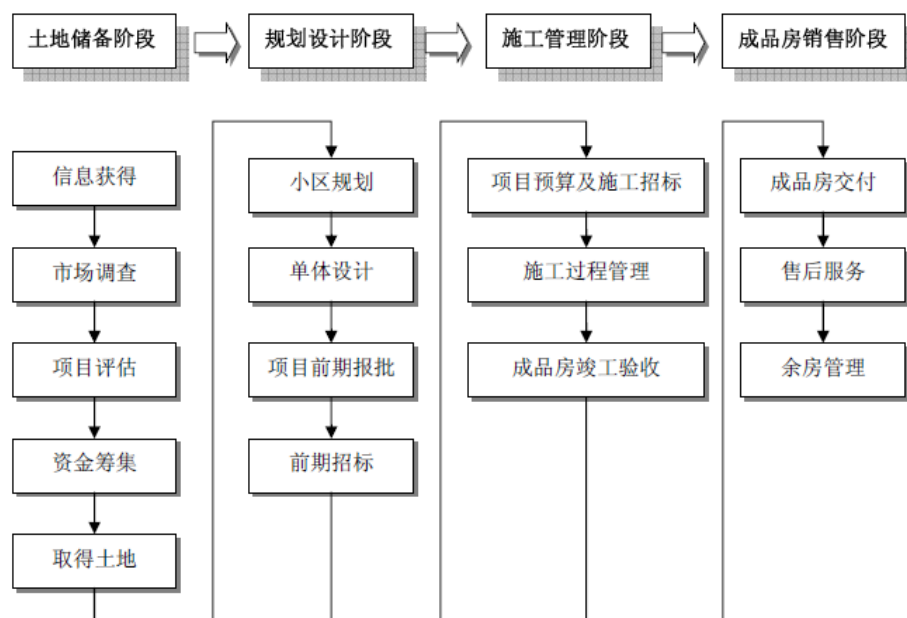 土地储备阶段
规划设计阶段
施工管理阶段
成品房销售阶段
信息获得
市场调查
项目评估
资金筹集
取得土地
小区规划
单体设计
项目前期报批
前期招标
项目预算及施工招标
施工过程管理
成品房竣工验收
成品房交付
售后服务
余房管理